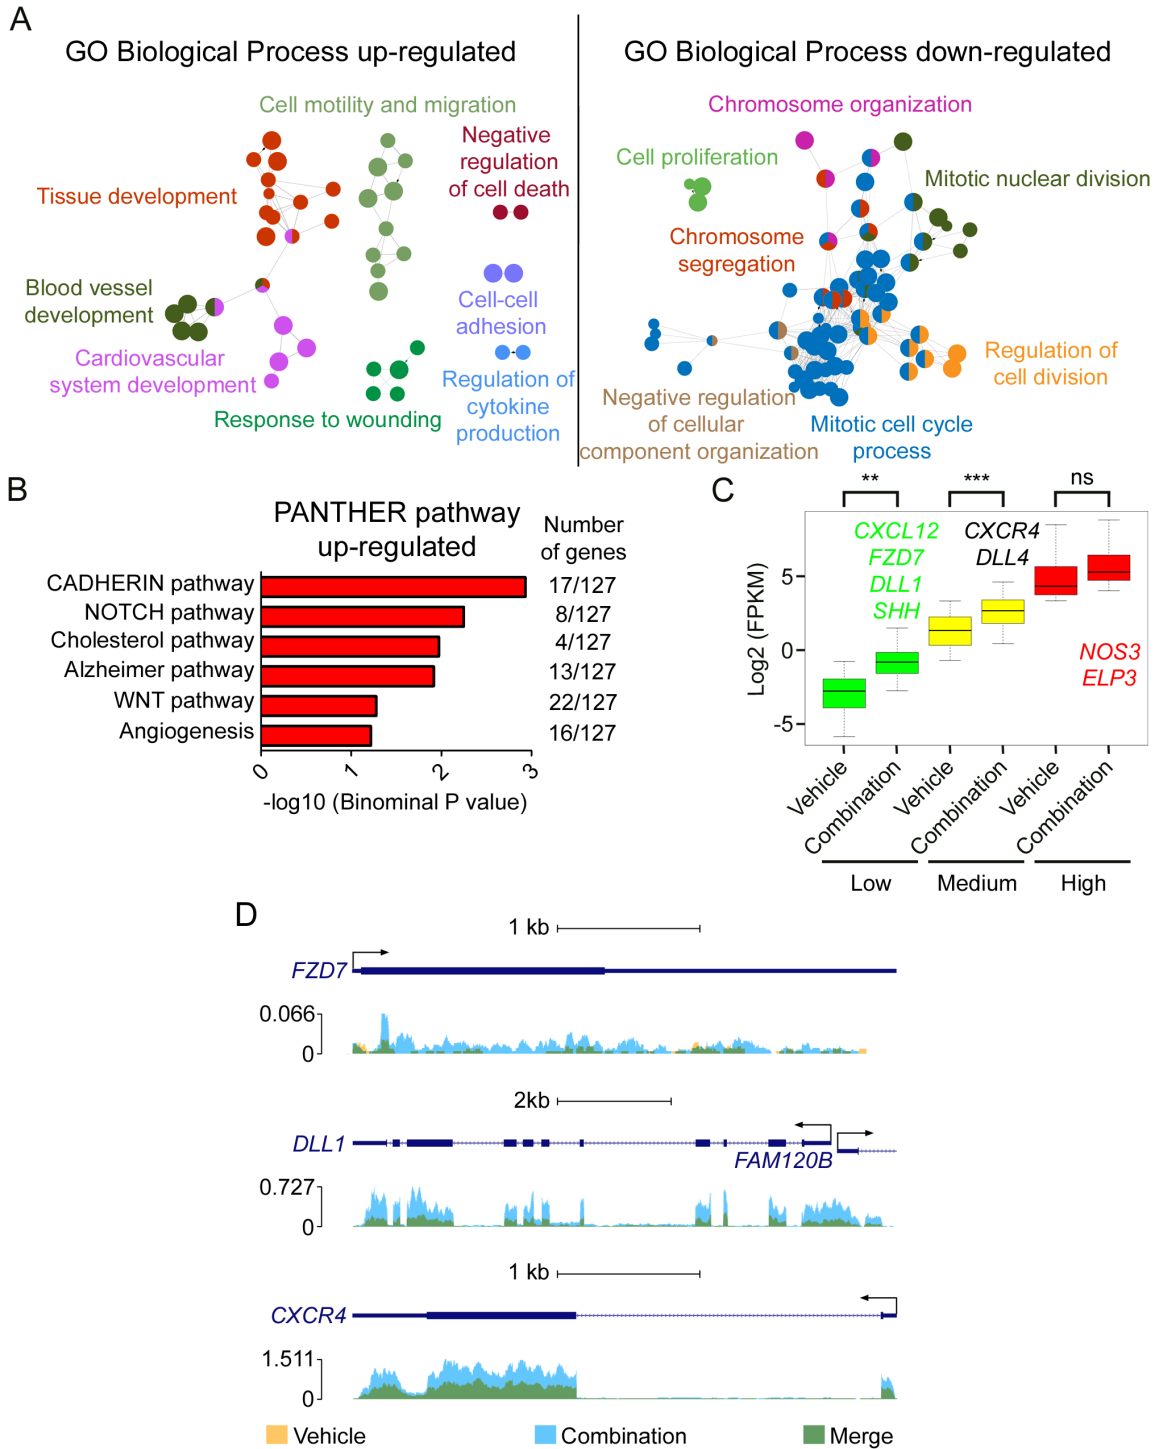 A
GO Biological Process up-regulated
GO Biological Process down-regulated
Cell motility and migration
Negative
regulation
of cell death
Tissue development
Blood vessel
development
Cell-cell
adhesion
Cardiovascular
system development
Regulation of
cytokine
production
Response to wounding
Chromosome organization
Cell proliferation
Mitotic nuclear division
Chromosome
segregation
Regulation of
cell division
Negative regulation
of cellular
component organization
Mitotic cell cycle
process
B
PANTHER pathway
up-regulated
Number
of genes
CADHERIN pathway 17/127
NOTCH pathway 8/127
Cholesterol pathway 4/127
Alzheimer pathway 13/127
WNT pathway 22/127
Angiogenesis 16/127
0 1 2 3
-log10 (Binominal P value)
C
** *** ns
CXCL12
FZD7
DLL1
SHH
CXCR4
DLL4
NOS3
ELP3
Log2 (FPKM)
5
0
-5
Vehicle Combination Vehicle Combination Vehicle Combination
Low Medium High
D
1 kb
FZD7
0.066
0
2kb
DLL1
FAM120B
0.727
0
1 kb
CXCR4
1.511
0
Vehicle Combination Merge